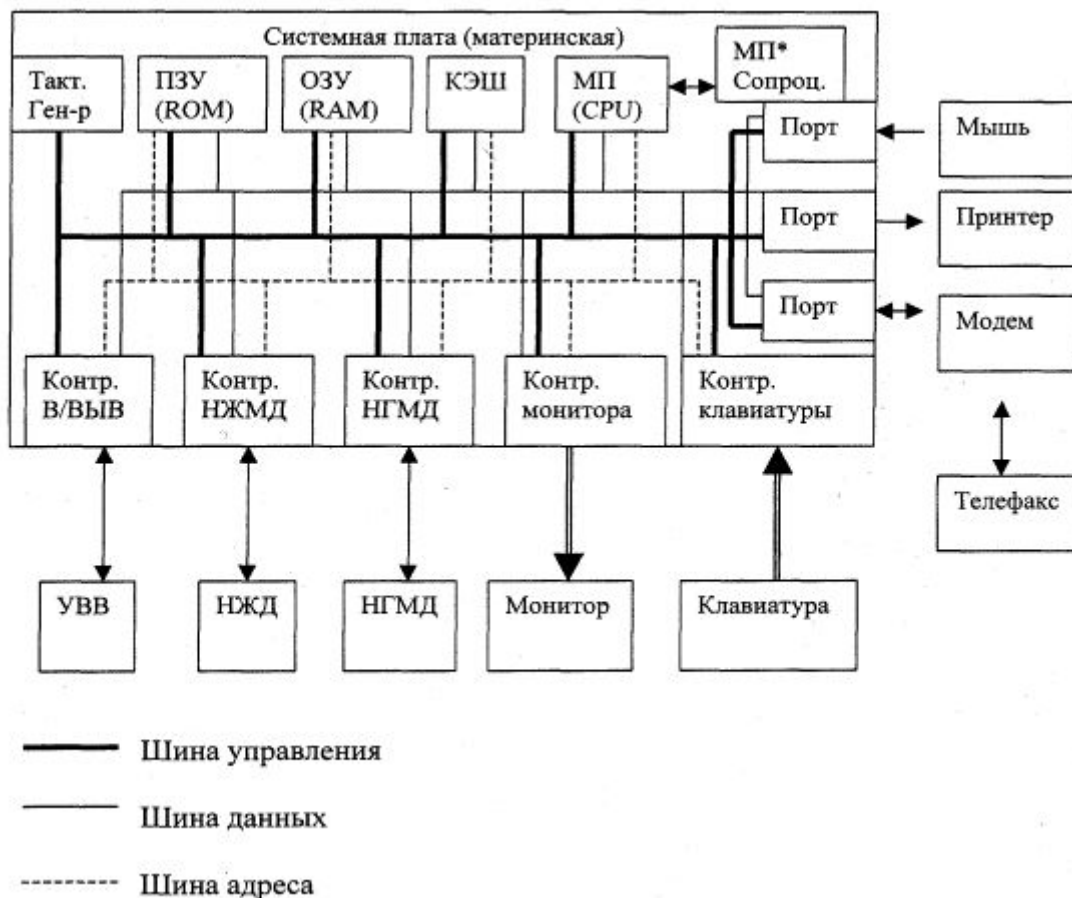 Системная плата (материнская)
Такт.
Ген-р
ПЗУ
(ROM)
ОЗУ
(RAM)
КЭШ
МП
(CPU)
МП*
Сопроц.
Порт
Мышь
Порт
Принтер
Порт
Модем
Контр.
В/ВЫВ
Контр.
НЖМД
Контр.
НГМД
Контр.
монитора
Контр.
клавиатуры
Телефакс
УВВ
НЖД
НГМД
Монитор
Клавиатура
Шина управления
Шина данных
Шина адреса